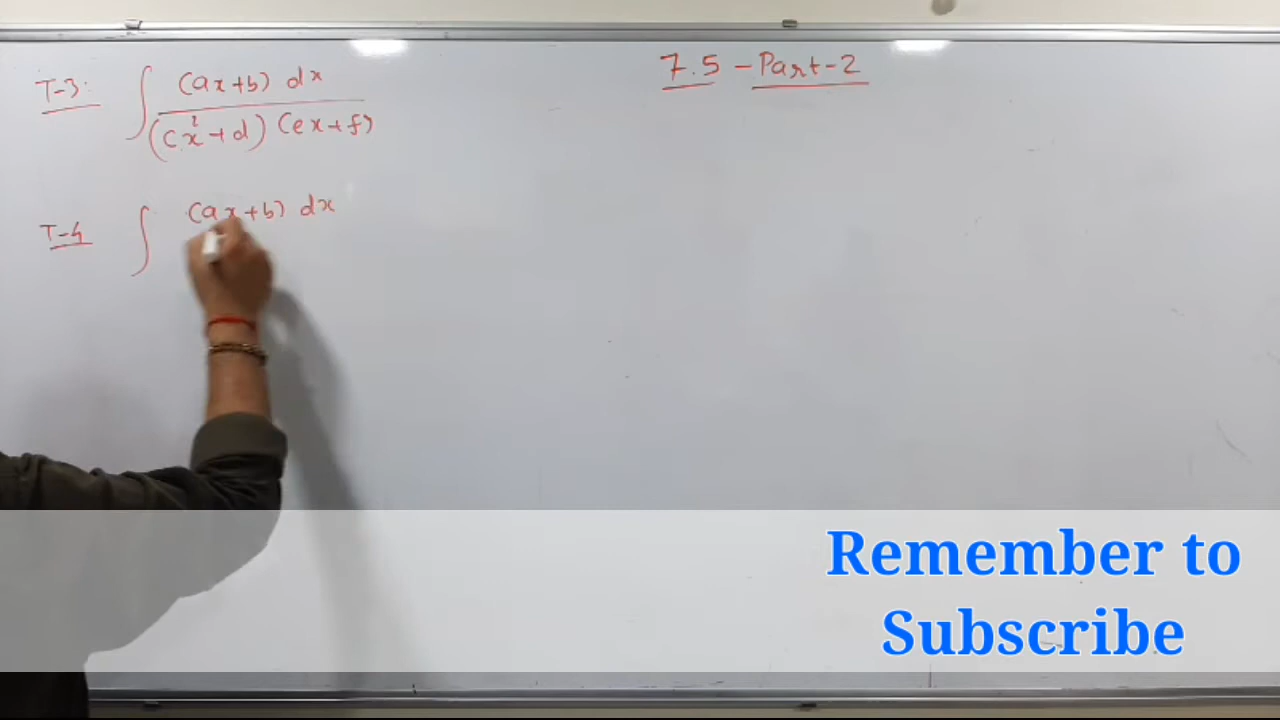 7.5 - Part-2
T-3: ∫ (ax+b) dx
(cx²+d) (ex+f)
T-4 ∫ (ax+b) dx
Remember to
Subscribe